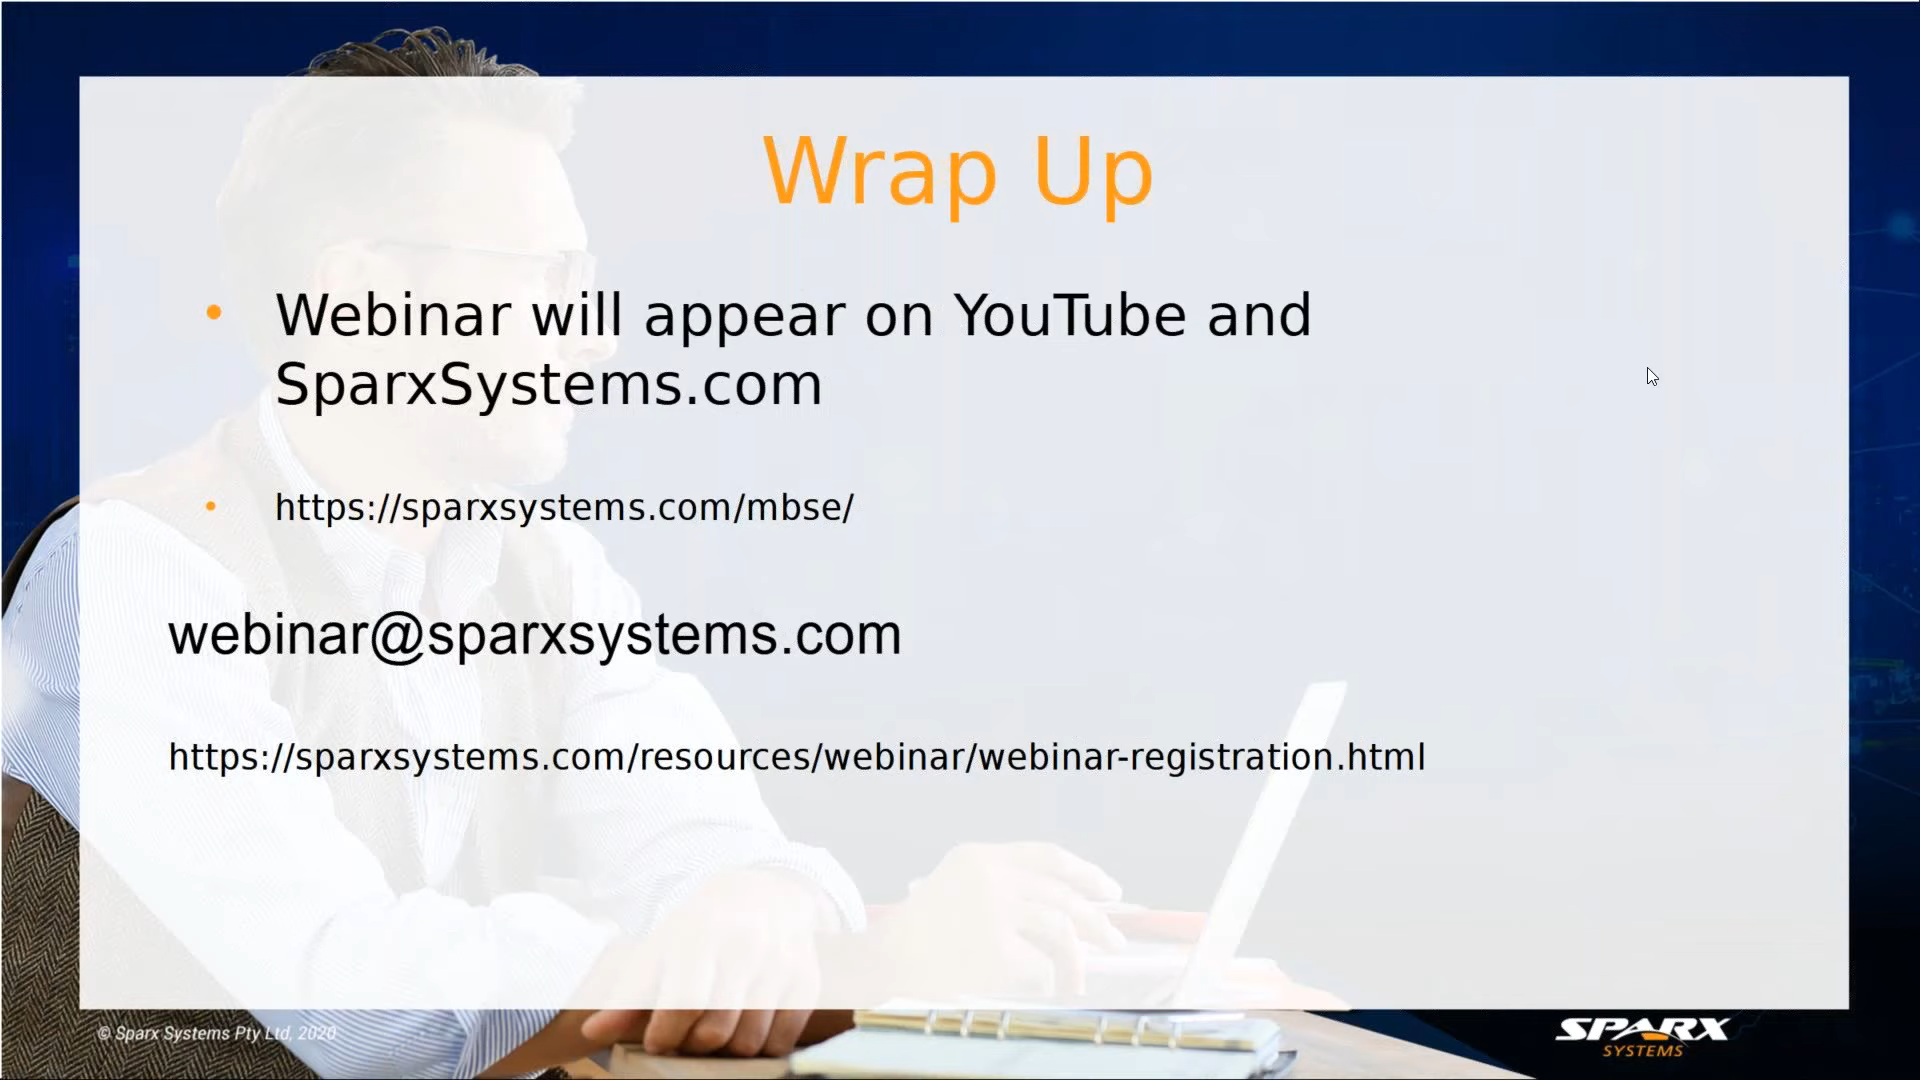 Wrap Up
• Webinar will appear on YouTube and
SparxSystems.com
• https://sparxsystems.com/mbse/
webinar@sparxsystems.com
https://sparxsystems.com/resources/webinar/webinar-registration.html
© Sparx Systems Pty Ltd, 2020
SPARX
SYSTEMS